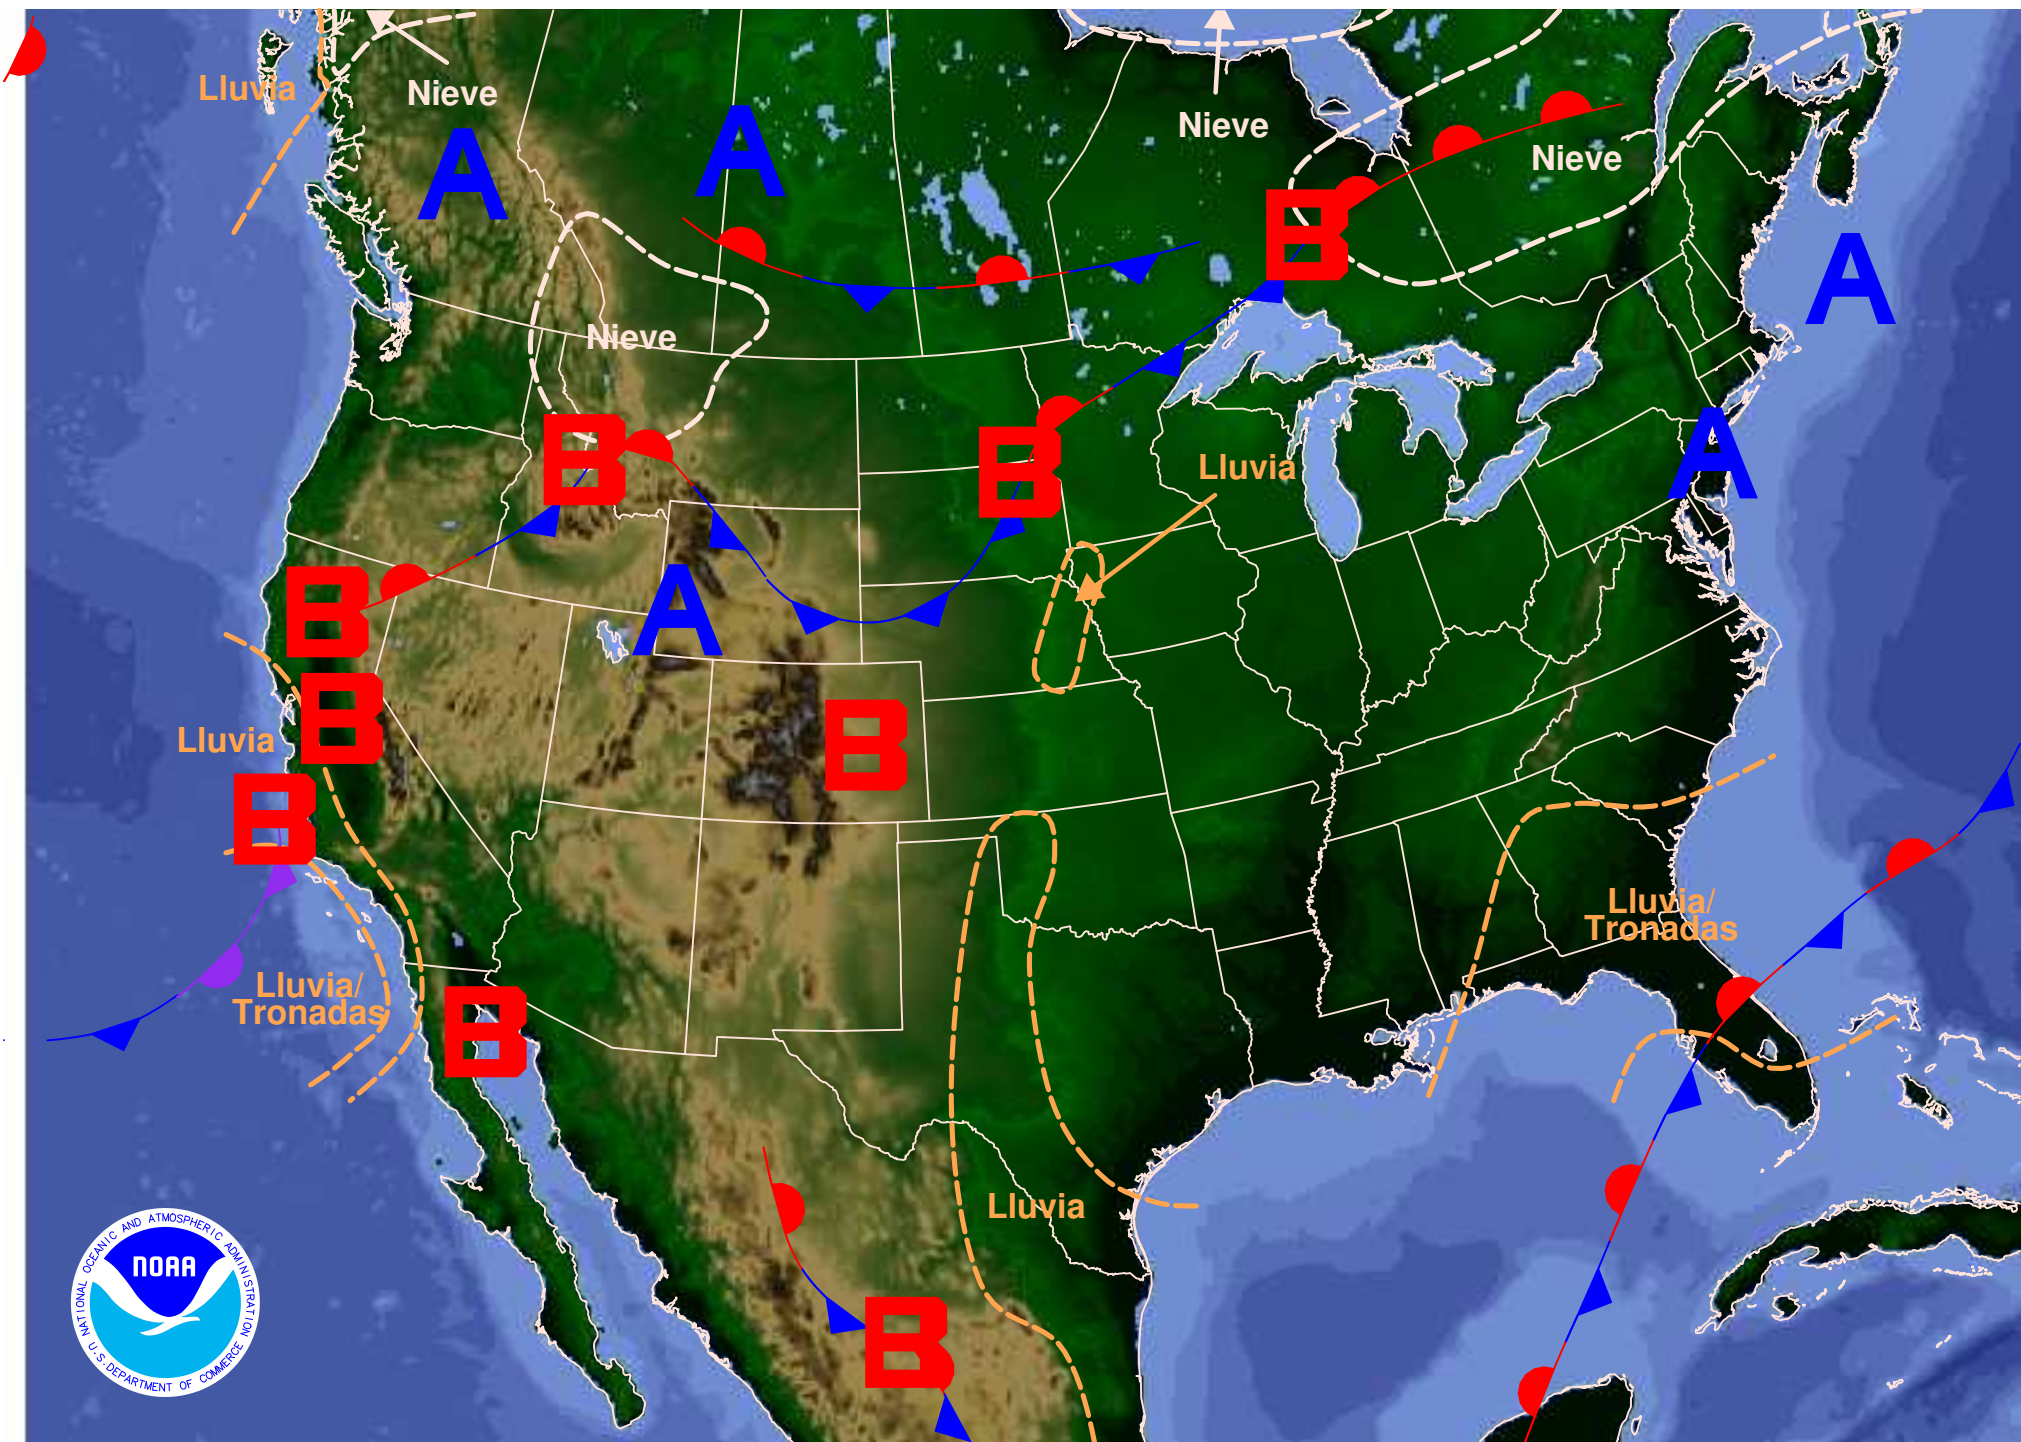 Lluvia
Nieve
A
A
Nieve
Nieve
B
A
Nieve
B
B
A
Lluvia
B
A
B
Lluvia
B
B
B
Lluvia/
Tronadas
Lluvia/
Tronadas
B
Lluvia
B
NATIONAL OCEANIC AND ATMOSPHERIC ADMINISTRATION
NOAA
U.S. DEPARTMENT OF COMMERCE